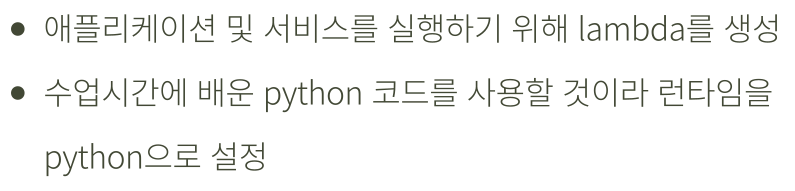 ● 애플리케이션 및 서비스를 실행하기 위해 lambda를 생성
● 수업시간에 배운 python 코드를 사용할 것이라 런타임을
python으로 설정